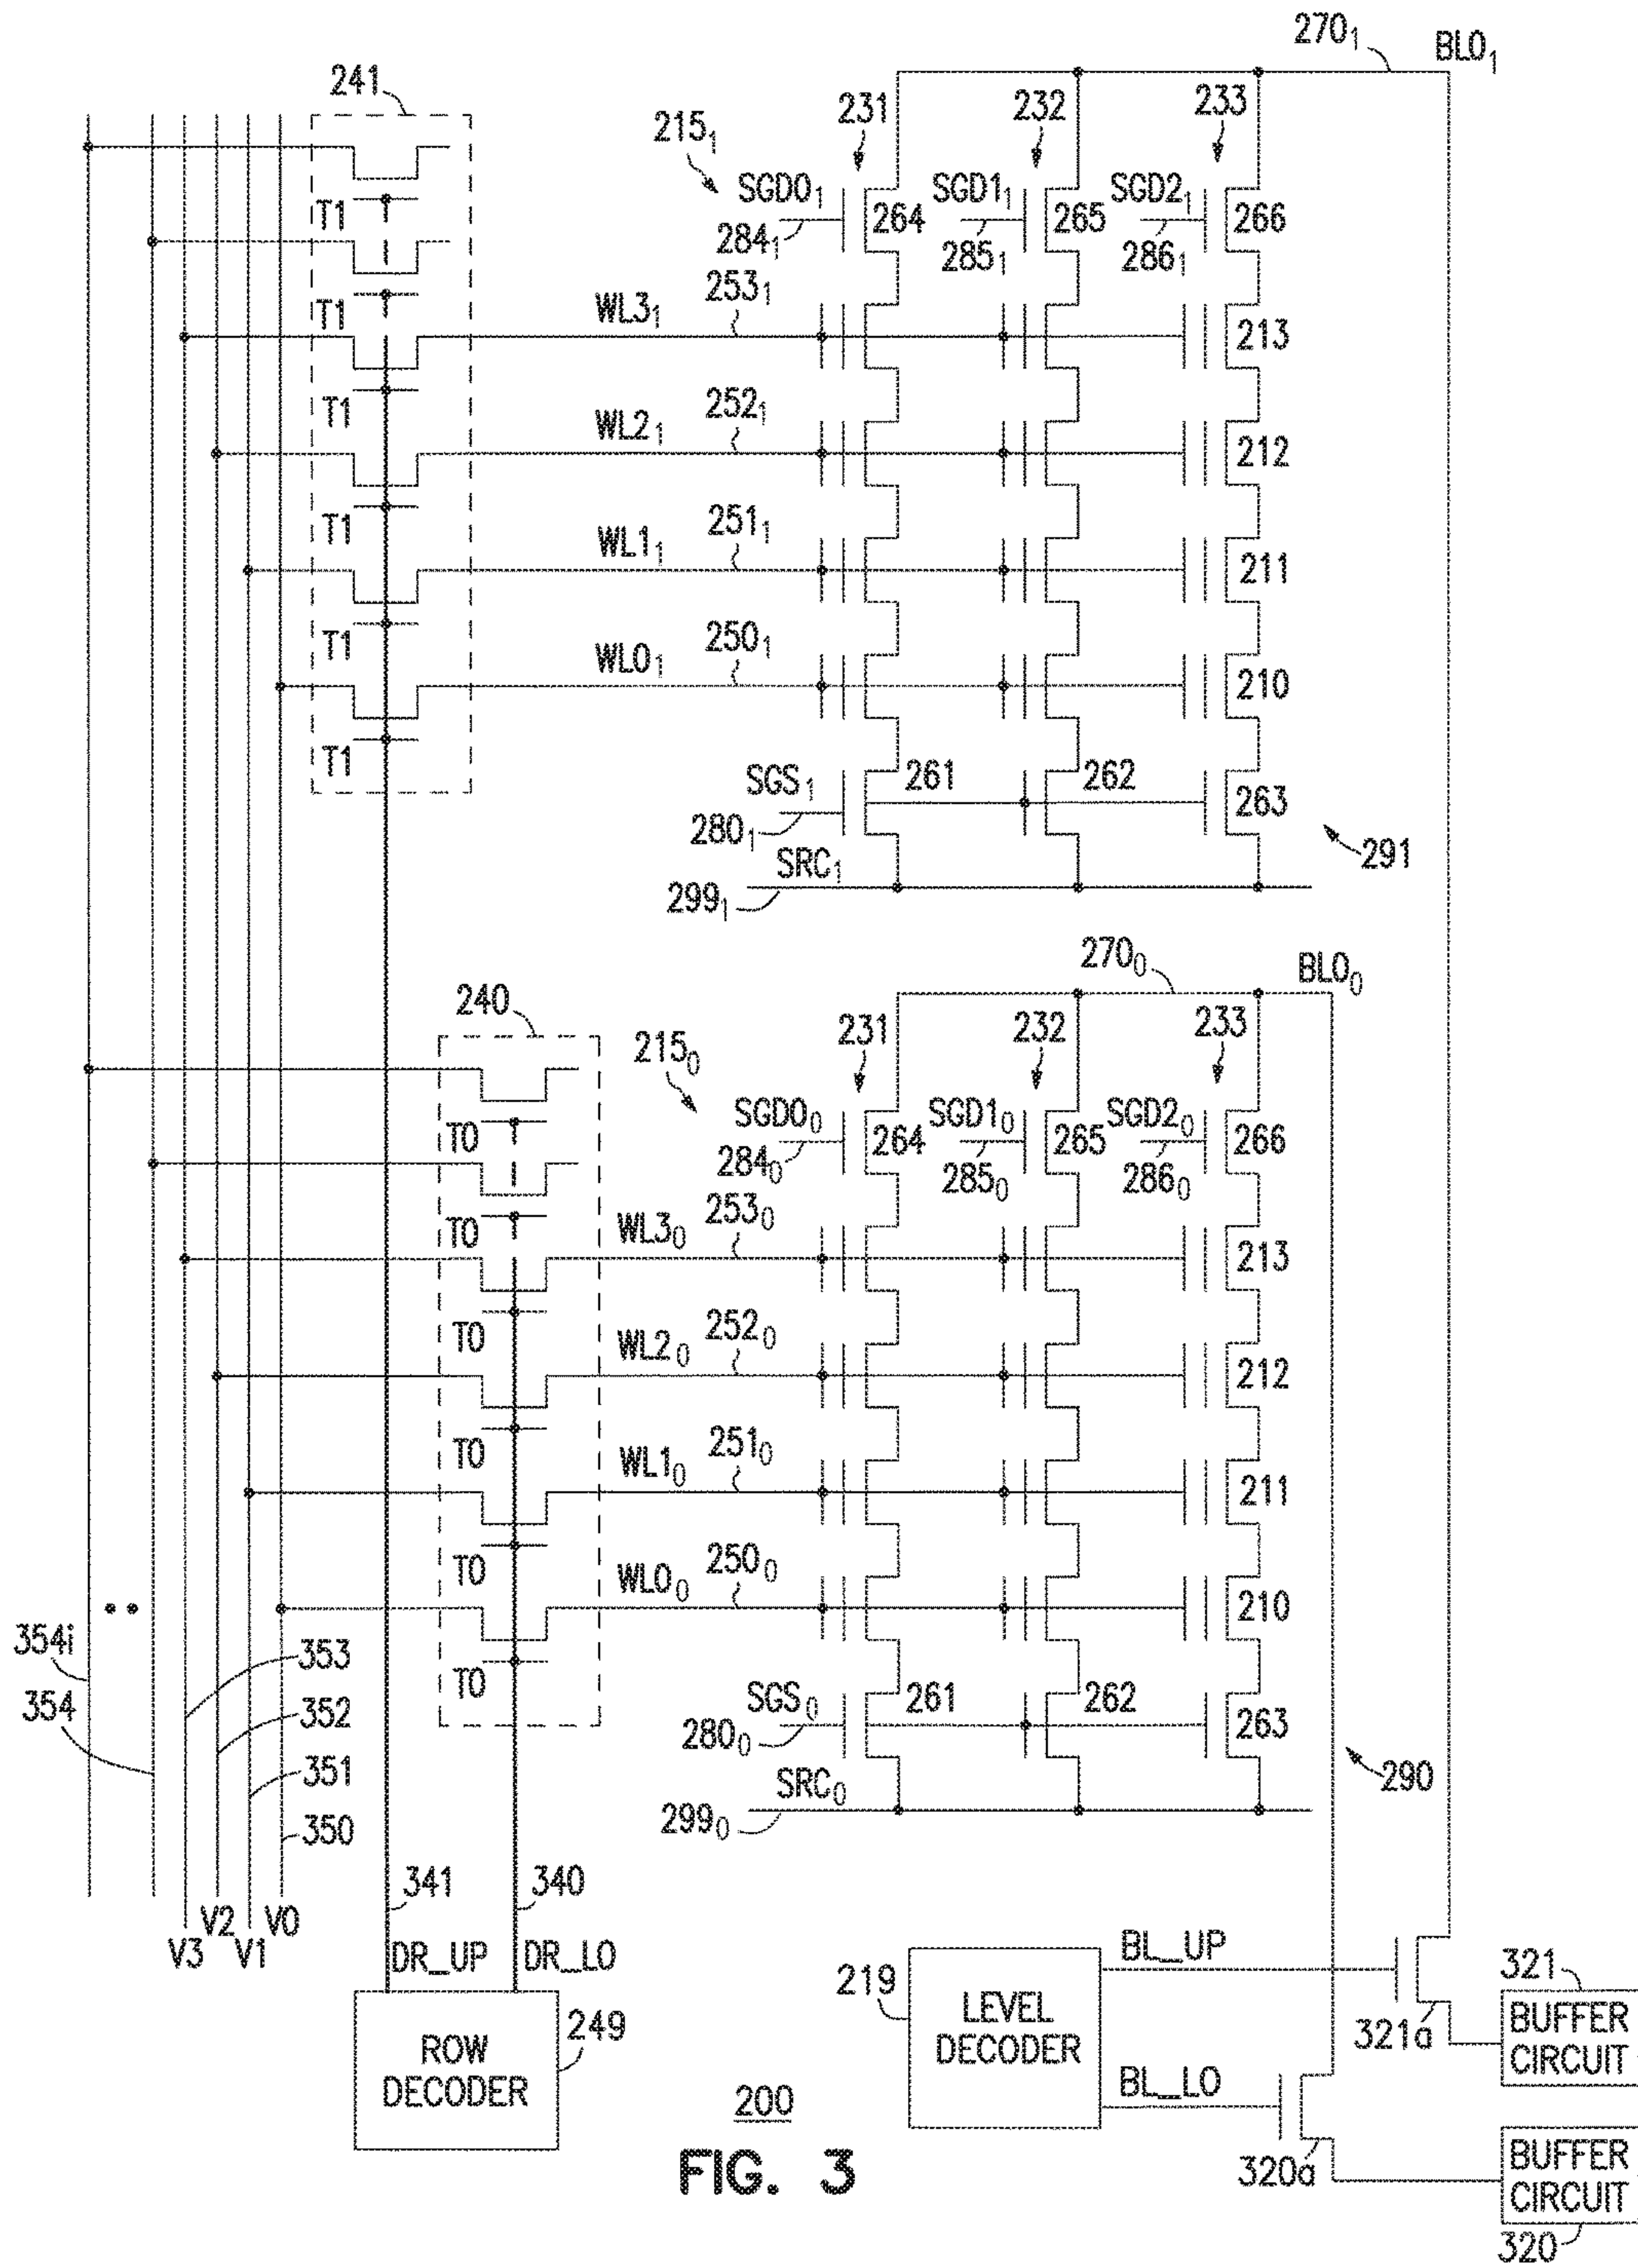 270₁
BL0₁
241
231
232
233
215₁
SGD0₁
264
SGD1₁
265
SGD2₁
266
284₁
285₁
286₁
T1
T1
WL3₁
253₁
213
T1
WL2₁
252₁
212
T1
WL1₁
251₁
211
T1
WL0₁
250₁
210
T1
SGS₁
261
262
263
280₁
291
SRC₁
299₁
270₀
BL0₀
240
231
232
233
215₀
SGD0₀
264
SGD1₀
265
SGD2₀
266
284₀
285₀
286₀
T0
T0
WL3₀
253₀
213
T0
WL2₀
252₀
212
T0
WL1₀
251₀
211
T0
WL0₀
250₀
210
T0
354i
353
354
352
351
350
SGS₀
261
262
263
280₀
290
SRC₀
299₀
341
340
V3
V2
V1
V0
DR_UP
DR_LO
ROW
DECODER
249
219
LEVEL
DECODER
BL_UP
BL_LO
321
321a
BUFFER
CIRCUIT
320a
BUFFER
CIRCUIT
320
200
FIG. 3